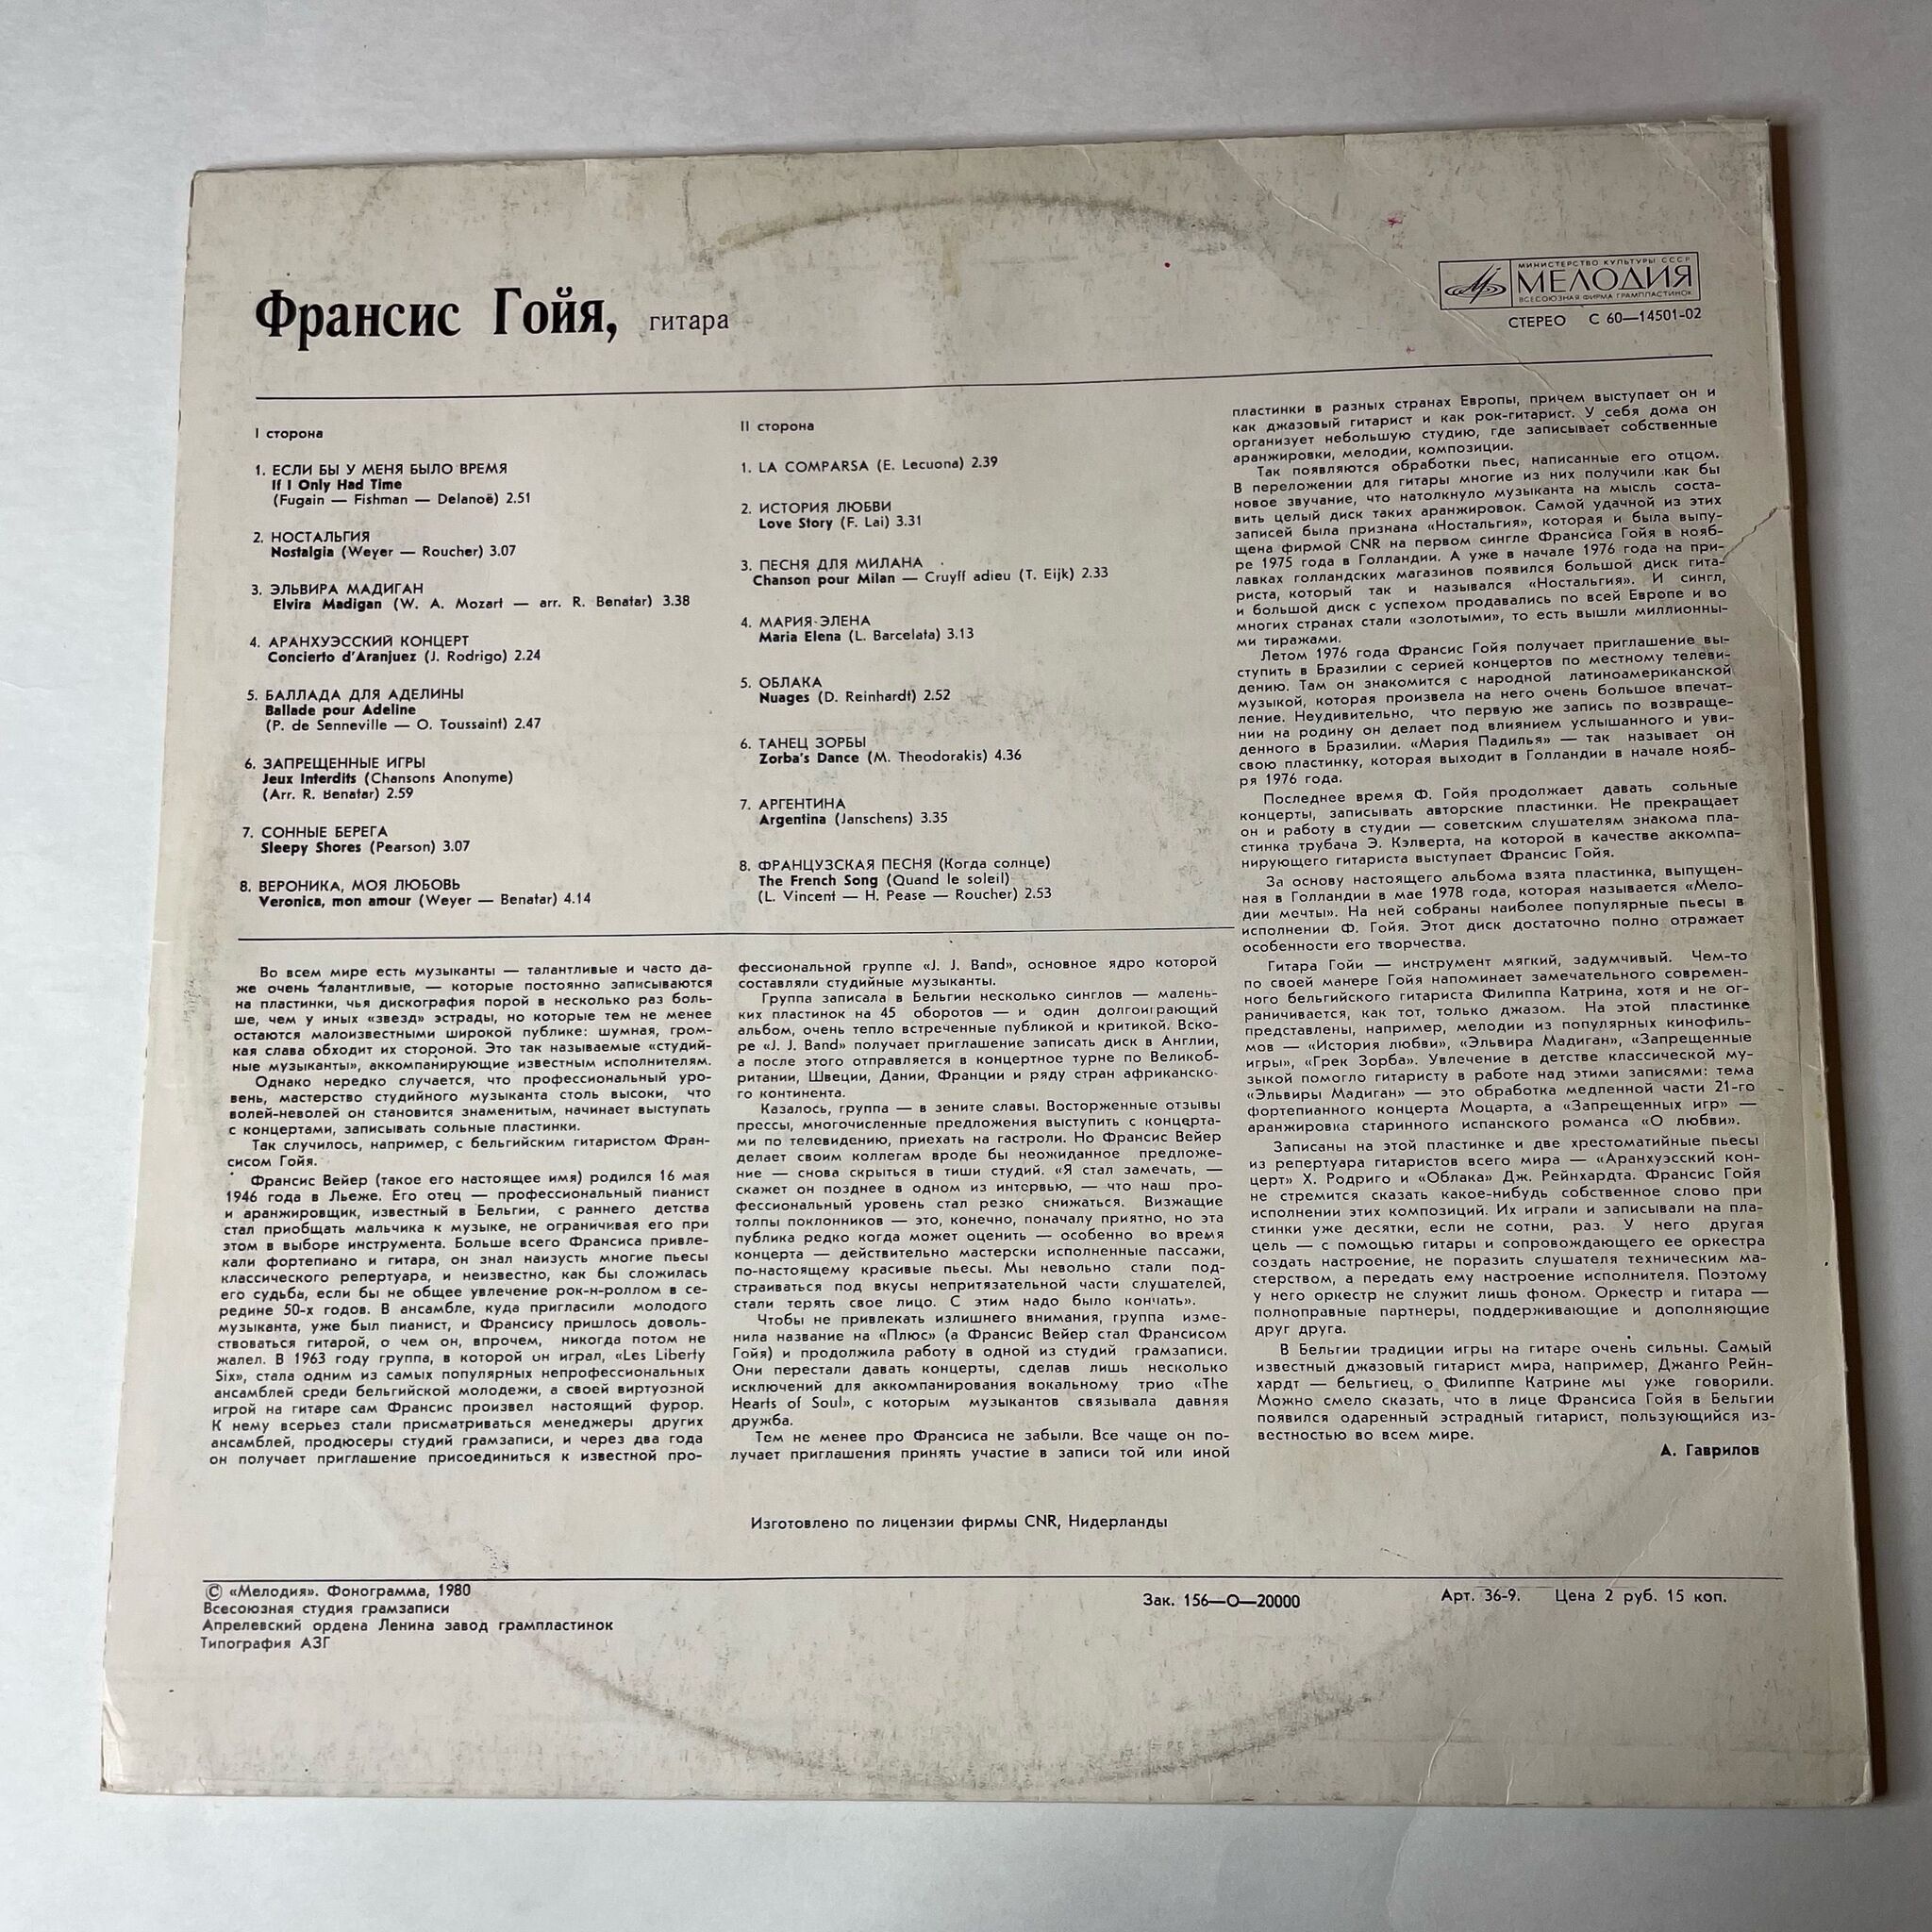 Франсис Гойя, гитара
МИНИСТЕРСТВО КУЛЬТУРЫ СССР
МЕЛОДИЯ
ВСЕСОЮЗНАЯ ФИРМА ГРАМПЛАСТИНОК
СТЕРЕО С 60—14501-02
I сторона
1. ЕСЛИ БЫ У МЕНЯ БЫЛО ВРЕМЯ
If I Only Had Time
(Fugain — Fishman — Delanoë) 2.51
2. НОСТАЛЬГИЯ
Nostalgia (Weyer — Roucher) 3.07
3. ЭЛЬВИРА МАДИГАН
Elvira Madigan (W. A. Mozart — arr. R. Benatar) 3.38
4. АРАНХУЭССКИЙ КОНЦЕРТ
Concierto d'Aranjuez (J. Rodrigo) 2.24
5. БАЛЛАДА ДЛЯ АДЕЛИНЫ
Ballade pour Adeline
(P. de Senneville — O. Toussaint) 2.47
6. ЗАПРЕЩЕННЫЕ ИГРЫ
Jeux Interdits (Chansons Anonyme)
(Arr. R. Benatar) 2.59
7. СОННЫЕ БЕРЕГА
Sleepy Shores (Pearson) 3.07
8. ВЕРОНИКА, МОЯ ЛЮБОВЬ
Veronica, mon amour (Weyer — Benatar) 4.14
II сторона
1. LA COMPARSA (E. Lecuona) 2.39
2. ИСТОРИЯ ЛЮБВИ
Love Story (F. Lai) 3.31
3. ПЕСНЯ ДЛЯ МИЛАНА
Chanson pour Milan — Cruyff adieu (T. Eijk) 2.33
4. МАРИЯ-ЭЛЕНА
Maria Elena (L. Barcelata) 3.13
5. ОБЛАКА
Nuages (D. Reinhardt) 2.52
6. ТАНЕЦ ЗОРБЫ
Zorba's Dance (M. Theodorakis) 4.36
7. АРГЕНТИНА
Argentina (Janschens) 3.35
8. ФРАНЦУЗСКАЯ ПЕСНЯ (Когда солнце)
The French Song (Quand le soleil)
(L. Vincent — H. Pease — Roucher) 2.53
Во всем мире есть музыканты — талантливые и часто да-
же очень талантливые, — которые постоянно записываются
на пластинки, чья дискография порой в несколько раз боль-
ше, чем у иных «звезд» эстрады, но которые тем не менее
остаются малоизвестными широкой публике: шумная, гром-
кая слава обходит их стороной. Это так называемые «студий-
ные музыканты», аккомпанирующие известным исполнителям.
Однако нередко случается, что профессиональный уро-
вень, мастерство студийного музыканта столь высоки, что
волей-неволей он становится знаменитым, начинает выступать
с концертами, записывать сольные пластинки.
Так случилось, например, с бельгийским гитаристом Фран-
сисом Гойя.
Франсис Вейер (такое его настоящее имя) родился 16 мая
1946 года в Льеже. Его отец — профессиональный пианист
и аранжировщик, известный в Бельгии, с раннего детства
стал приобщать мальчика к музыке, не ограничивая его при
этом в выборе инструмента. Больше всего Франсиса привле-
кали фортепиано и гитара, он знал наизусть многие пьесы
классического репертуара, и неизвестно, как бы сложилась
его судьба, если бы не общее увлечение рок-н-роллом в се-
редине 50-х годов. В ансамбле, куда пригласили молодого
музыканта, уже был пианист, и Франсису пришлось доволь-
ствоваться гитарой, о чем он, впрочем, никогда потом не
жалел. В 1963 году группа, в которой он играл, «Les Liberty
Six», стала одним из самых популярных непрофессиональных
ансамблей среди бельгийской молодежи, а своей виртуозной
игрой на гитаре сам Франсис произвел настоящий фурор.
К нему всерьез стали присматриваться менеджеры других
ансамблей, продюсеры студий грамзаписи, и через два года
он получает приглашение присоединиться к известной про-
фессиональной группе «J. J. Band», основное ядро которой
составляли студийные музыканты.
Группа записала в Бельгии несколько синглов — малень-
ких пластинок на 45 оборотов — и один долгоиграющий
альбом, очень тепло встреченные публикой и критикой. Вско-
ре «J. J. Band» получает приглашение записать диск в Англии,
а после этого отправляется в концертное турне по Великоб-
ритании, Швеции, Дании, Франции и ряду стран африканско-
го континента.
Казалось, группа — в зените славы. Восторженные отзывы
прессы, многочисленные предложения выступить с концерта-
ми по телевидению, приехать на гастроли. Но Франсис Вейер
делает своим коллегам вроде бы неожиданное предложе-
ние — снова скрыться в тиши студий. «Я стал замечать, —
скажет он позднее в одном из интервью, — что наш про-
фессиональный уровень стал резко снижаться. Визжащие
толпы поклонников — это, конечно, поначалу приятно, но эта
публика редко когда может оценить — особенно во время
концерта — действительно мастерски исполненные пассажи,
по-настоящему красивые пьесы. Мы невольно стали под-
страиваться под вкусы непритязательной части слушателей,
стали терять свое лицо. С этим надо было кончать».
Чтобы не привлекать излишнего внимания, группа изме-
нила название на «Плюс» (а Франсис Вейер стал Франсисом
Гойя) и продолжила работу в одной из студий грамзаписи.
Они перестали давать концерты, сделав лишь несколько
исключений для аккомпанирования вокальному трио «The
Hearts of Soul», с которым музыкантов связывала давняя
дружба.
Тем не менее про Франсиса не забыли. Все чаще он по-
лучает приглашения принять участие в записи той или иной
пластинки в разных странах Европы, причем выступает он и
как джазовый гитарист и как рок-гитарист. У себя дома он
организует небольшую студию, где записывает собственные
аранжировки, мелодии, композиции.
Так появляются обработки пьес, написанные его отцом.
В переложении для гитары многие из них получили как бы
новое звучание, что натолкнуло музыканта на мысль соста-
вить целый диск таких аранжировок. Самой удачной из этих
записей была признана «Ностальгия», которая и была выпу-
щена фирмой CNR на первом сингле Франсиса Гойя в нояб-
ре 1975 года в Голландии. А уже в начале 1976 года на при-
лавках голландских магазинов появился большой диск гита-
риста, который так и назывался «Ностальгия». И сингл,
и большой диск с успехом продавались по всей Европе и во
многих странах стали «золотыми», то есть вышли миллионны-
ми тиражами.
Летом 1976 года Франсис Гойя получает приглашение вы-
ступить в Бразилии с серией концертов по местному телеви-
дению. Там он знакомится с народной латиноамериканской
музыкой, которая произвела на него очень большое впечат-
ление. Неудивительно, что первую же запись по возвраще-
нии на родину он делает под влиянием услышанного и уви-
денного в Бразилии. «Мария Падилья» — так называет он
свою пластинку, которая выходит в Голландии в начале нояб-
ря 1976 года.
Последнее время Ф. Гойя продолжает давать сольные
концерты, записывать авторские пластинки. Не прекращает
он и работу в студии — советским слушателям знакома пла-
стинка трубача Э. Кэлверта, на которой в качестве аккомпа-
нирующего гитариста выступает Франсис Гойя.
За основу настоящего альбома взята пластинка, выпущен-
ная в Голландии в мае 1978 года, которая называется «Мело-
дии мечты». На ней собраны наиболее популярные пьесы в
исполнении Ф. Гойя. Этот диск достаточно полно отражает
особенности его творчества.
Гитара Гойи — инструмент мягкий, задумчивый. Чем-то
по своей манере Гойя напоминает замечательного современ-
ного бельгийского гитариста Филиппа Катрина, хотя и не ог-
раничивается, как тот, только джазом. На этой пластинке
представлены, например, мелодии из популярных кинофиль-
мов — «История любви», «Эльвира Мадиган», «Запрещенные
игры», «Грек Зорба». Увлечение в детстве классической му-
зыкой помогло гитаристу в работе над этими записями: тема
«Эльвиры Мадиган» — это обработка медленной части 21-го
фортепианного концерта Моцарта, а «Запрещенных игр» —
аранжировка старинного испанского романса «О любви».
Записаны на этой пластинке и две хрестоматийные пьесы
из репертуара гитаристов всего мира — «Аранхуэсский кон-
церт» Х. Родриго и «Облака» Дж. Рейнхардта. Франсис Гойя
не стремится сказать какое-нибудь собственное слово при
исполнении этих композиций. Их играли и записывали на пла-
стинки уже десятки, если не сотни, раз. У него другая
цель — с помощью гитары и сопровождающего ее оркестра
создать настроение, не поразить слушателя техническим ма-
стерством, а передать ему настроение исполнителя. Поэтому
у него оркестр не служит лишь фоном. Оркестр и гитара —
полноправные партнеры, поддерживающие и дополняющие
друг друга.
В Бельгии традиции игры на гитаре очень сильны. Самый
известный джазовый гитарист мира, например, Джанго Рейн-
хардт — бельгиец, о Филиппе Катрине мы уже говорили.
Можно смело сказать, что в лице Франсиса Гойя в Бельгии
появился одаренный эстрадный гитарист, пользующийся из-
вестностью во всем мире.
А. Гаврилов
Изготовлено по лицензии фирмы CNR, Нидерланды
© «Мелодия». Фонограмма, 1980
Всесоюзная студия грамзаписи
Апрелевский ордена Ленина завод грампластинок
Типография АЗГ
Зак. 156—О—20000
Арт. 36-9. Цена 2 руб. 15 коп.